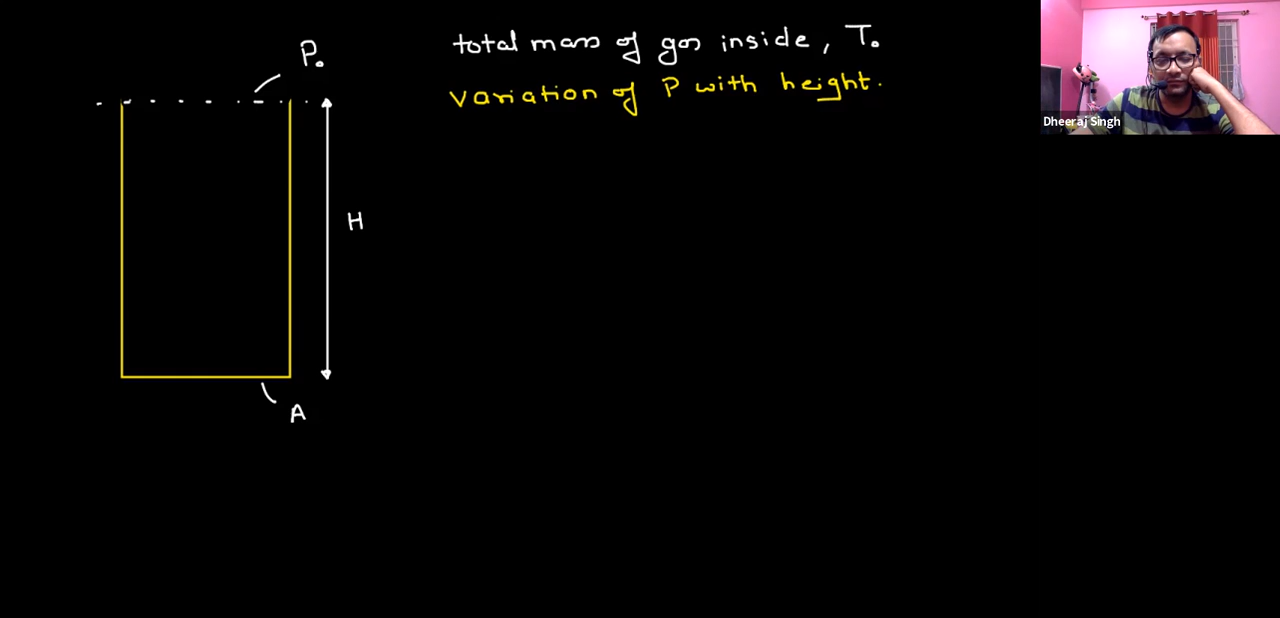 total mass of gas inside, T₀
variation of P with height.
P₀
H
A
Dheeraj Singh